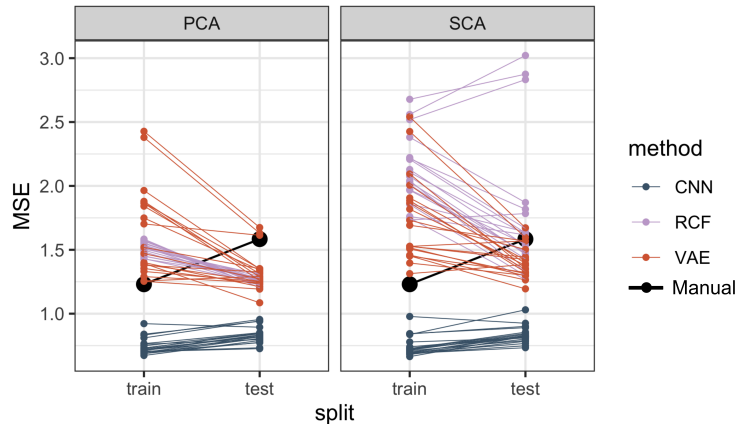 PCA
SCA
MSE
3.0
2.5
2.0
1.5
1.0
train
test
train
test
split
method
CNN
RCF
VAE
Manual